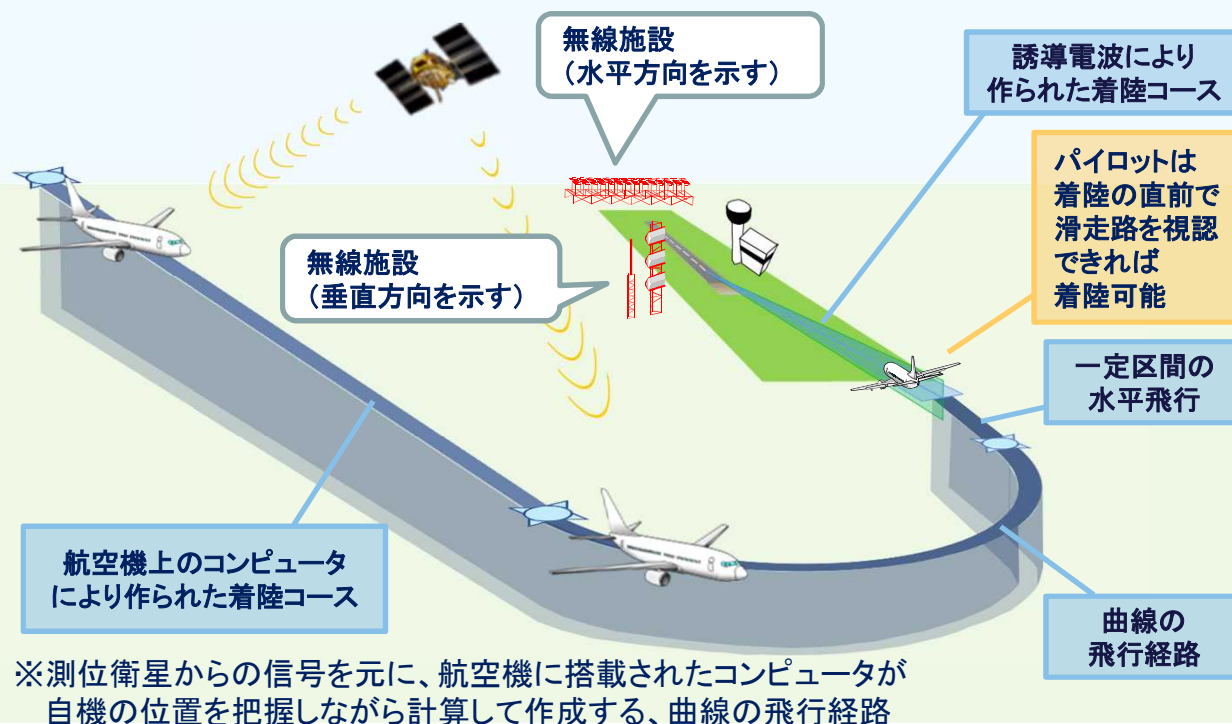 無線施設
（水平方向を示す）
誘導電波により
作られた着陸コース
パイロットは
着陸の直前で
滑走路を視認
できれば
着陸可能
無線施設
（垂直方向を示す）
一定区間の
水平飛行
航空機上のコンピュータ
により作られた着陸コース
曲線の
飛行経路
※測位衛星からの信号を元に、航空機に搭載されたコンピュータが
自機の位置を把握しながら計算して作成する、曲線の飛行経路